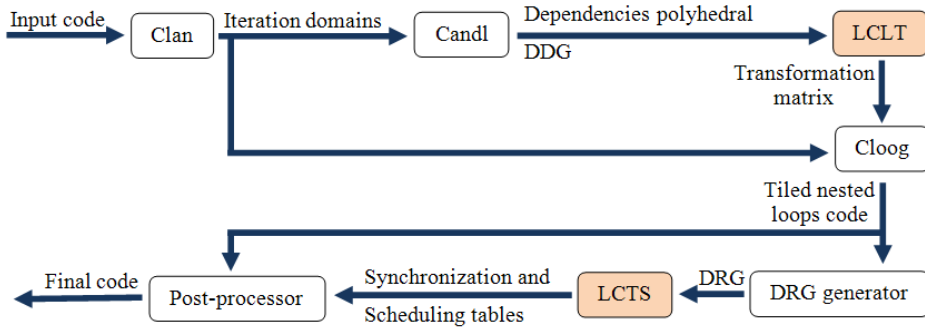 Input code
Clan
Iteration domains
Candl
Dependencies polyhedral
DDG
LCLT
Transformation
matrix
Cloog
Tiled nested
loops code
Final code
Post-processor
Synchronization and
Scheduling tables
LCTS
DRG
DRG generator